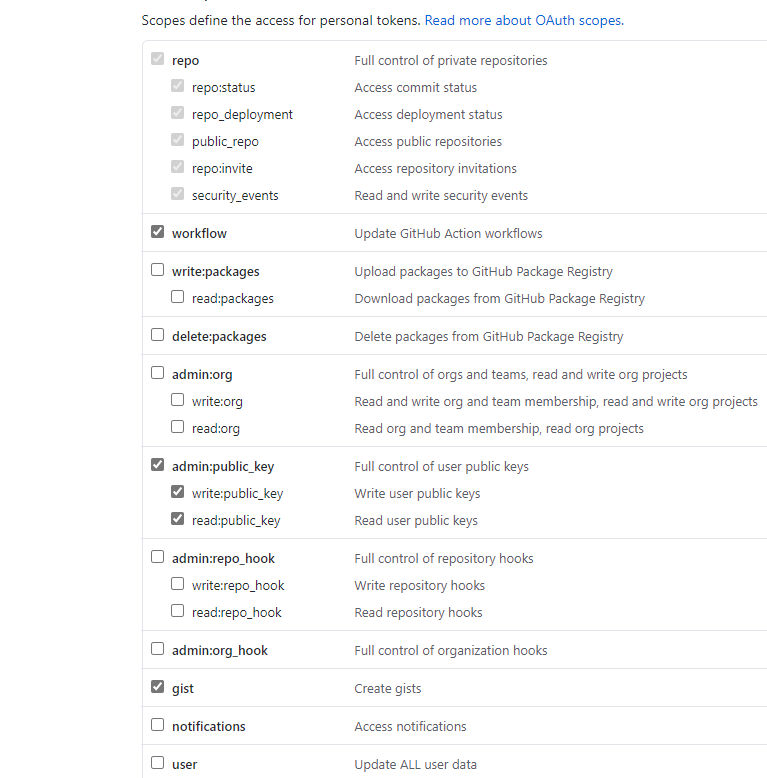 Scopes define the access for personal tokens. Read more about OAuth scopes.
repo Full control of private repositories
repo:status Access commit status
repo_deployment Access deployment status
public_repo Access public repositories
repo:invite Access repository invitations
security_events Read and write security events
workflow Update GitHub Action workflows
write:packages Upload packages to GitHub Package Registry
read:packages Download packages from GitHub Package Registry
delete:packages Delete packages from GitHub Package Registry
admin:org Full control of orgs and teams, read and write org projects
write:org Read and write org and team membership, read and write org projects
read:org Read org and team membership, read org projects
admin:public_key Full control of user public keys
write:public_key Write user public keys
read:public_key Read user public keys
admin:repo_hook Full control of repository hooks
write:repo_hook Write repository hooks
read:repo_hook Read repository hooks
admin:org_hook Full control of organization hooks
gist Create gists
notifications Access notifications
user Update ALL user data